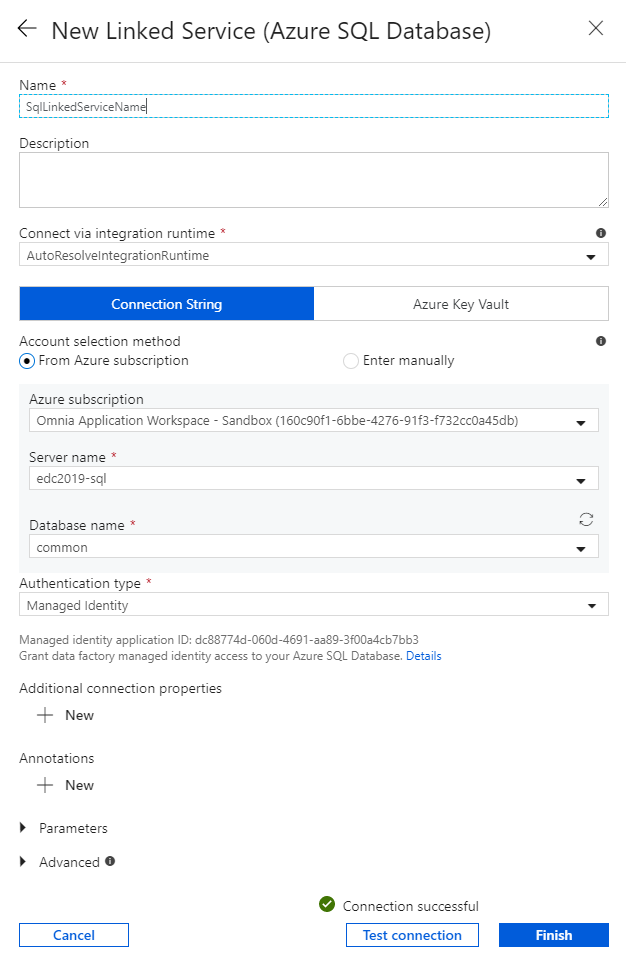 New Linked Service (Azure SQL Database)
Name *
SqlLinkedServiceName
Description
Connect via integration runtime *
AutoResolveIntegrationRuntime
Connection String
Azure Key Vault
Account selection method
From Azure subscription
Enter manually
Azure subscription
Omnia Application Workspace - Sandbox (160c90f1-6bbe-4276-91f3-f732cc0a45db)
Server name *
edc2019-sql
Database name *
common
Authentication type *
Managed Identity
Managed identity application ID: dc88774d-060d-4691-aa89-3f00a4cb7bb3
Grant data factory managed identity access to your Azure SQL Database. Details
Additional connection properties
New
Annotations
New
Parameters
Advanced
Connection successful
Cancel
Test connection
Finish